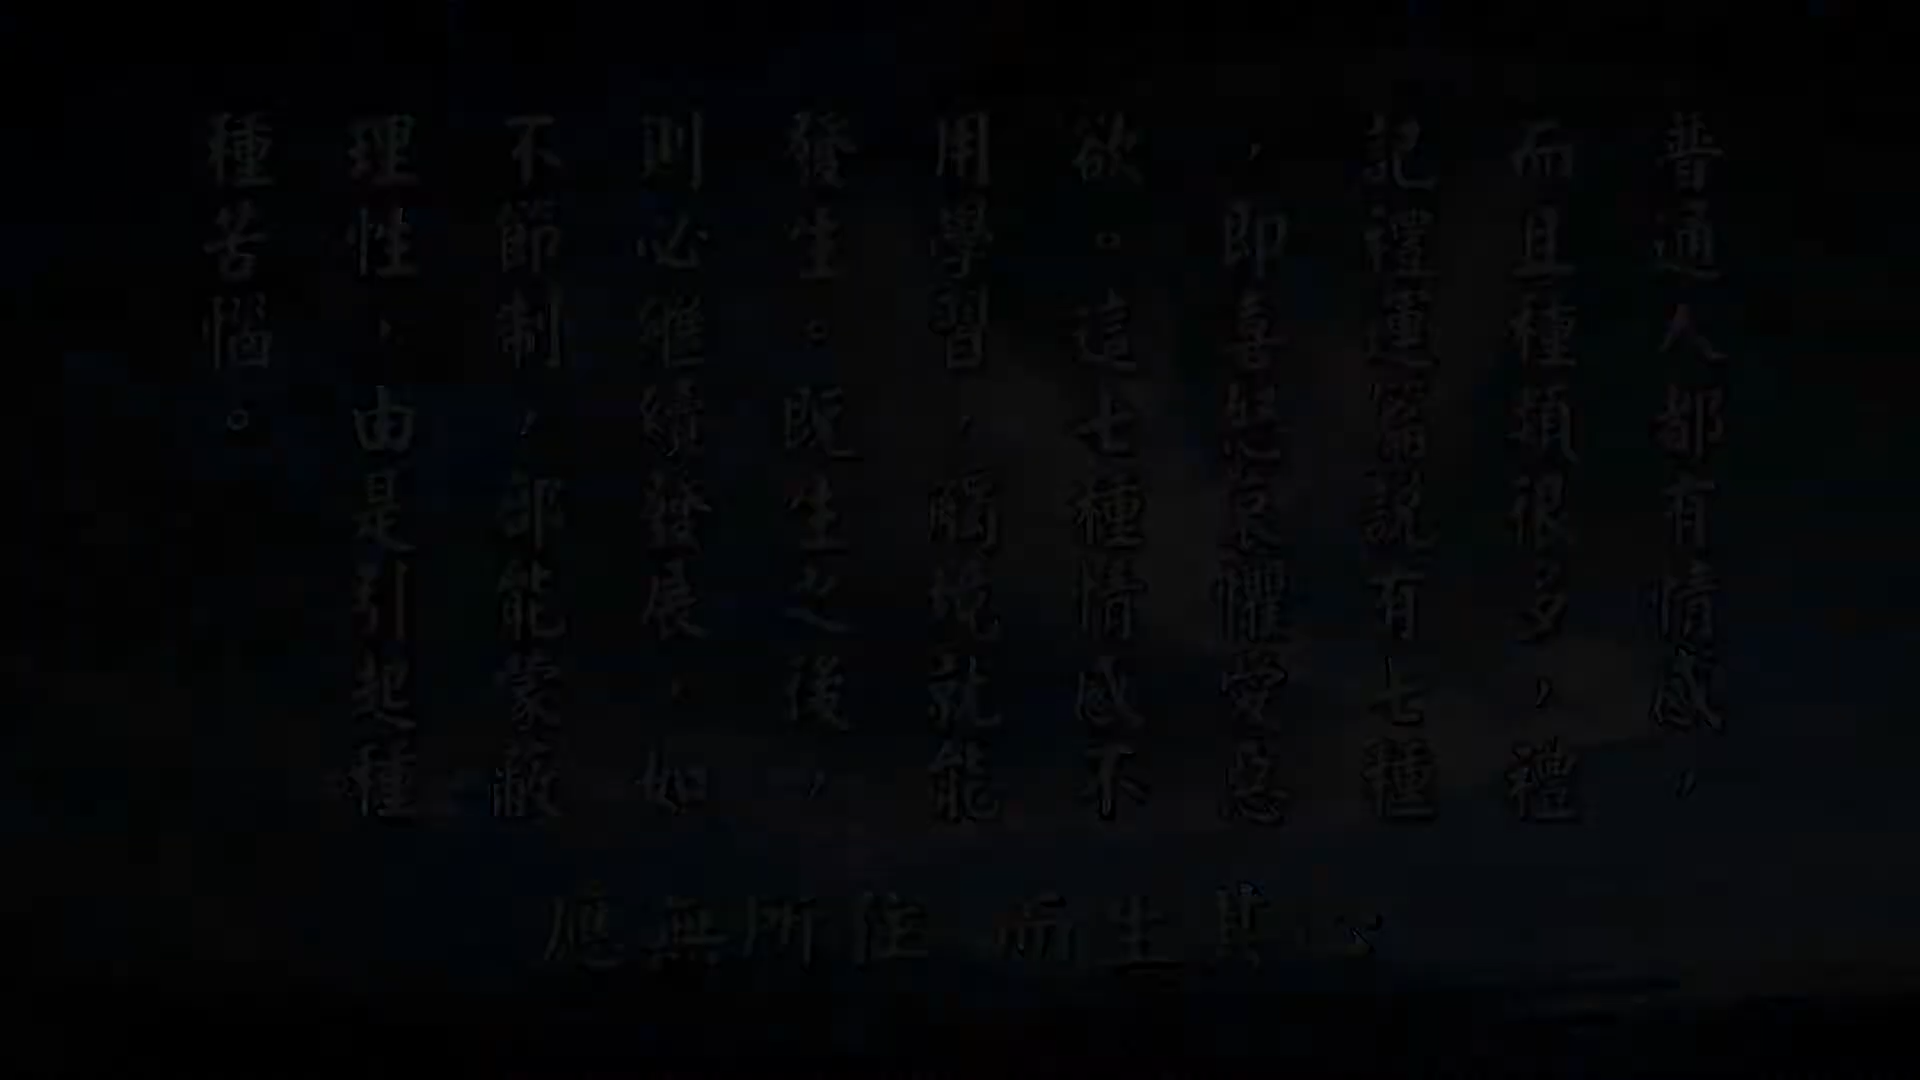 普通人都有情感，
而且種類很多，禮
記禮運篇說有七種
，即喜怒哀懼愛惡
欲。這七種情感不
用學習，觸境就能
發生。既生之後，
則必繼續發展，如
不節制，即能蒙蔽
理性，由是引起種
種苦惱。
應無所住 而生其心